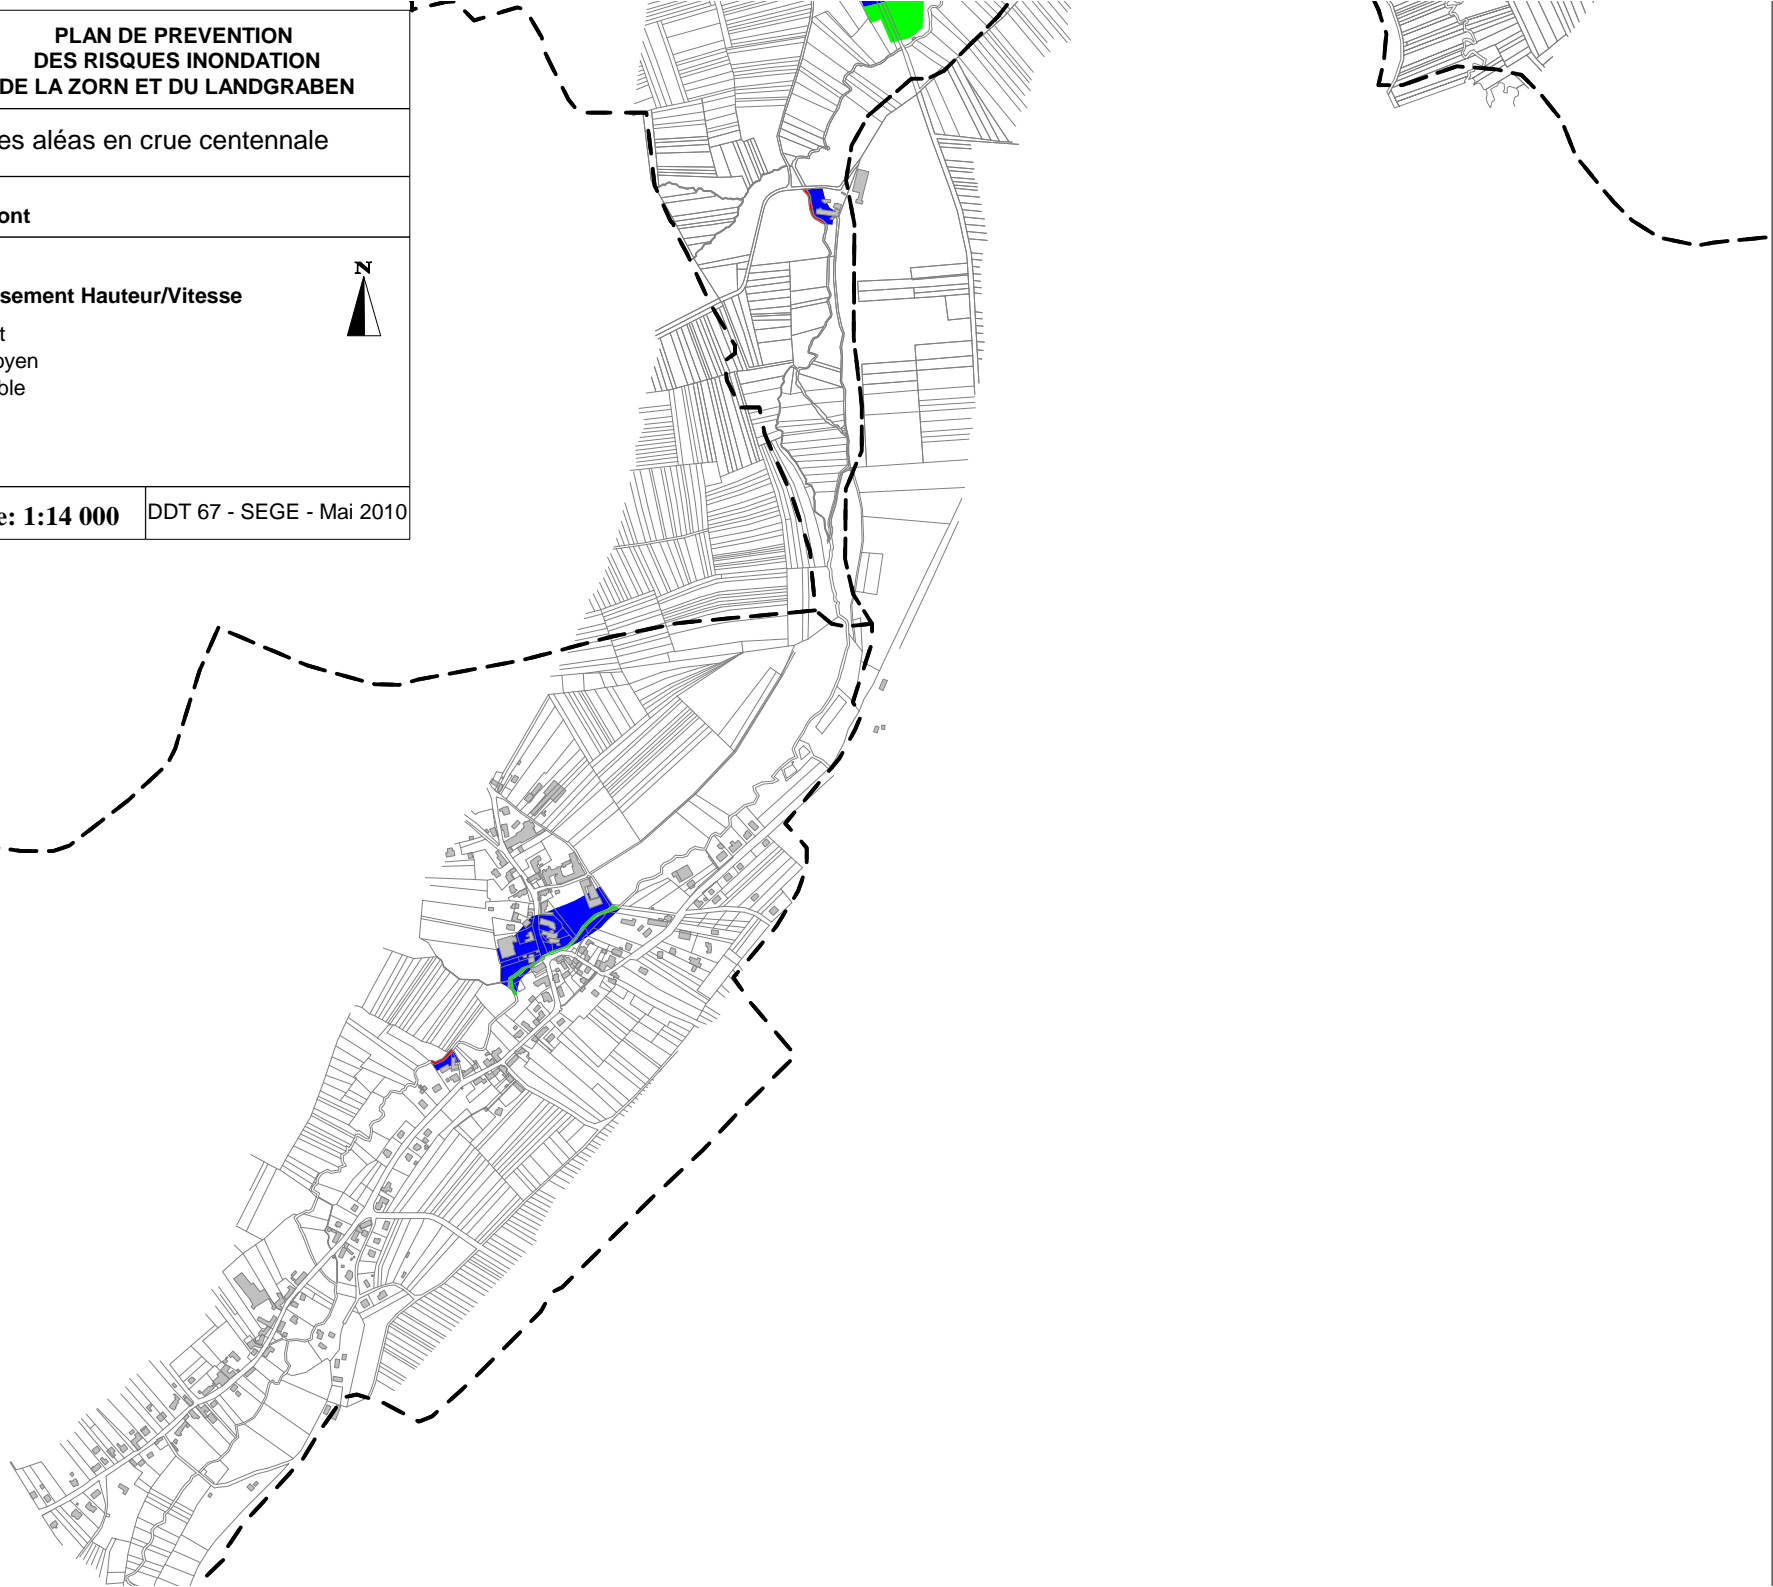 PLAN DE PREVENTION
DES RISQUES INONDATION
DE LA ZORN ET DU LANDGRABEN
es aléas en crue centennale
ont
N
sement Hauteur/Vitesse
t
oyen
ble
e: 1:14 000
DDT 67 - SEGE - Mai 2010